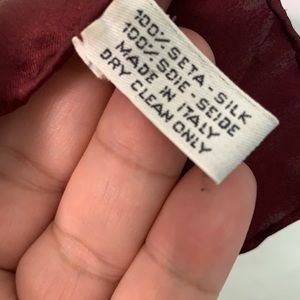 100% SETA - SILK
100% SOIE - SEIDE
MADE IN ITALY
DRY CLEAN ONLY